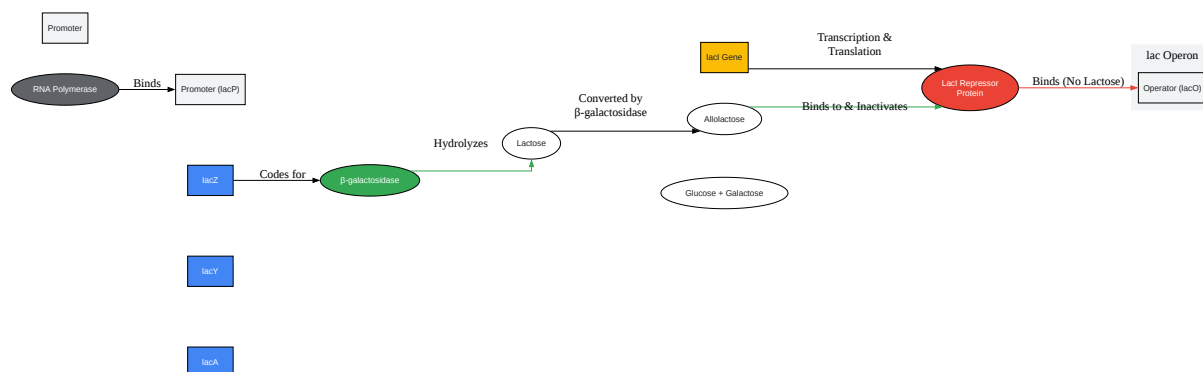 Promoter
RNA Polymerase
Binds
Promoter (lacP)
lacZ
Codes for
β-galactosidase
Hydrolyzes
Lactose
Converted by
β-galactosidase
lacI Gene
Transcription &
Translation
Allolactose
Binds to & Inactivates
LacI Repressor
Protein
Binds (No Lactose)
lac Operon
Operator (lacO)
Glucose + Galactose
lacY
lacA